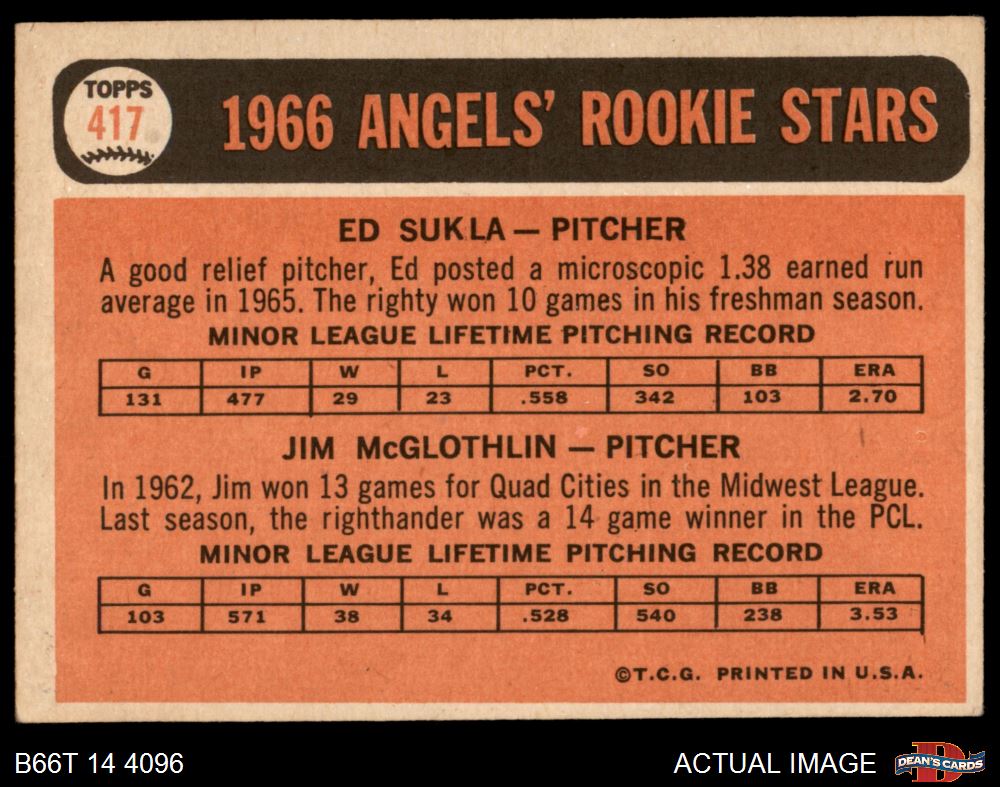 TOPPS
417
1966 ANGELS' ROOKIE STARS
ED SUKLA — PITCHER
A good relief pitcher, Ed posted a microscopic 1.38 earned run
average in 1965. The righty won 10 games in his freshman season.
MINOR LEAGUE LIFETIME PITCHING RECORD
G IP W L PCT. SO BB ERA
131 477 29 23 .558 342 103 2.70
JIM McGLOTHLIN — PITCHER
In 1962, Jim won 13 games for Quad Cities in the Midwest League.
Last season, the righthander was a 14 game winner in the PCL.
MINOR LEAGUE LIFETIME PITCHING RECORD
G IP W L PCT. SO BB ERA
103 571 38 34 .528 540 238 3.53
©T.C.G. PRINTED IN U.S.A.
B66T 14 4096
ACTUAL IMAGE
D
DEAN'S CARDS